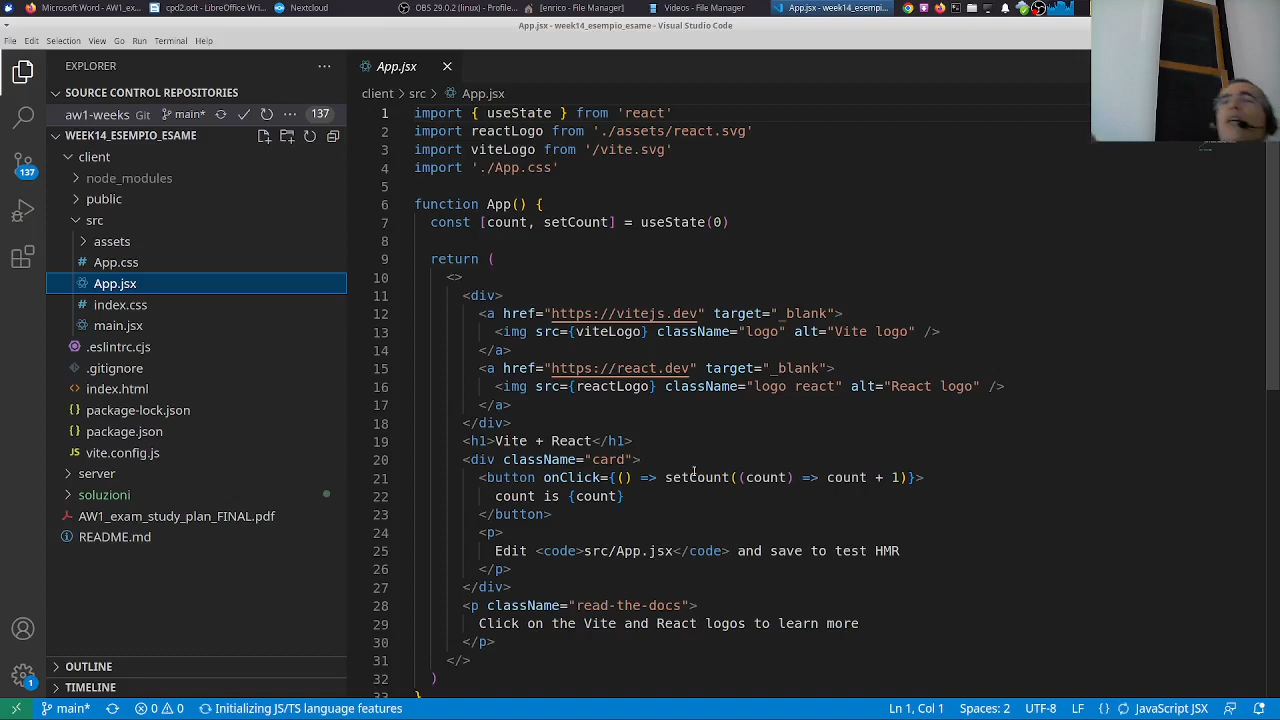 Mozilla Firefox
AW1_ex...
cpd2.odt - LibreOffice Wri...
Nextcloud
OBS 29.0.2 (linux) - Profile...
[enrico - File Manager]
Videos - File Manager
App.jsx - week14_esempi...
App.jsx - week14_esempio_esame - Visual Studio Code
File Edit Selection View Go Run Terminal Help
EXPLORER
SOURCE CONTROL REPOSITORIES
aw1-weeks Git main* 137
WEEK14_ESEMPIO_ESAME
client
node_modules
public
src
assets
# App.css
App.jsx
# index.css
main.jsx
.eslintrc.cjs
.gitignore
<> index.html
{} package-lock.json
{} package.json
vite.config.js
server
soluzioni
AW1_exam_study_plan_FINAL.pdf
README.md
OUTLINE
TIMELINE
137
1
App.jsx
client > src > App.jsx
1 import { useState } from 'react'
2 import reactLogo from './assets/react.svg'
3 import viteLogo from '/vite.svg'
4 import './App.css'
5
6 function App() {
7 const [count, setCount] = useState(0)
8
9 return (
10 <>
11 <div>
12 <a href="https://vitejs.dev" target="_blank">
13 <img src={viteLogo} className="logo" alt="Vite logo" />
14 </a>
15 <a href="https://react.dev" target="_blank">
16 <img src={reactLogo} className="logo react" alt="React logo" />
17 </a>
18 </div>
19 <h1>Vite + React</h1>
20 <div className="card">
21 <button onClick={() => setCount((count) => count + 1)}>
22 count is {count}
23 </button>
24 <p>
25 Edit <code>src/App.jsx</code> and save to test HMR
26 </p>
27 </div>
28 <p className="read-the-docs">
29 Click on the Vite and React logos to learn more
30 </p>
31 </>
32 )
33 }
main* 0 0 Initializing JS/TS language features
Ln 1, Col 1 Spaces: 2 UTF-8 LF {} JavaScript JSX